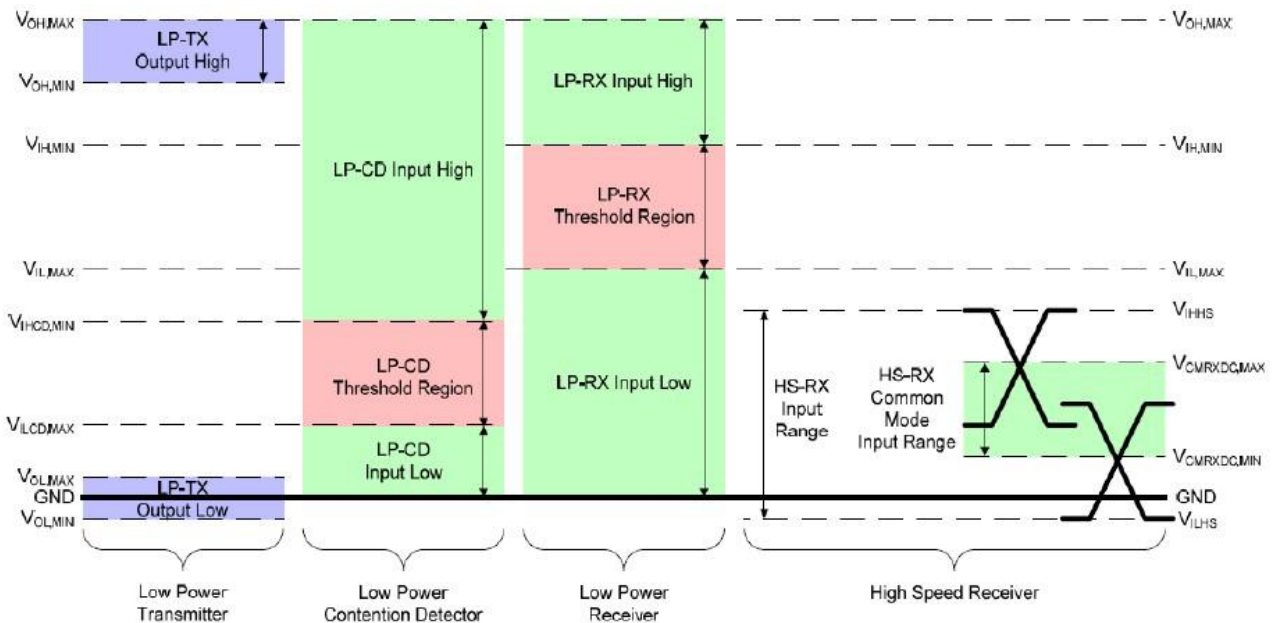 VOH,MAX
LP-TX
Output High
VOH,MIN
VIH,MIN
VIL,MAX
VIHCD,MIN
VILCD,MAX
VOL,MAX
GND
LP-TX
Output Low
VOL,MIN
LP-CD Input High
LP-CD
Threshold Region
LP-CD
Input Low
LP-RX Input High
LP-RX
Threshold Region
LP-RX Input Low
HS-RX
Input
Range
HS-RX
Common
Mode
Input Range
VOH,MAX
VIH,MIN
VIL,MAX
VIHHS
VCMRXDC,MAX
VCMRXDC,MIN
GND
VILHS
Low Power
Transmitter
Low Power
Contention Detector
Low Power
Receiver
High Speed Receiver